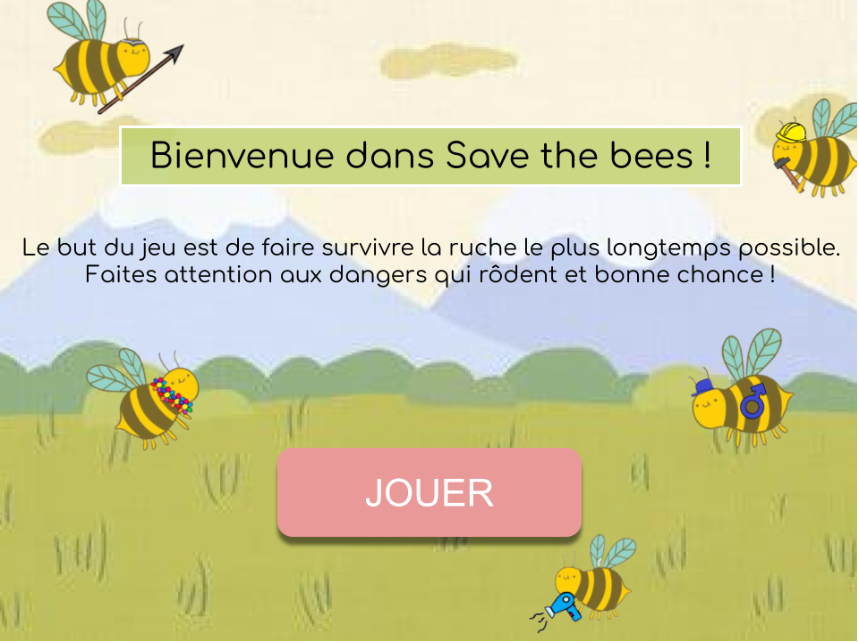 Bienvenue dans Save the bees !
Le but du jeu est de faire survivre la ruche le plus longtemps possible.
Faites attention aux dangers qui rôdent et bonne chance !
JOUER